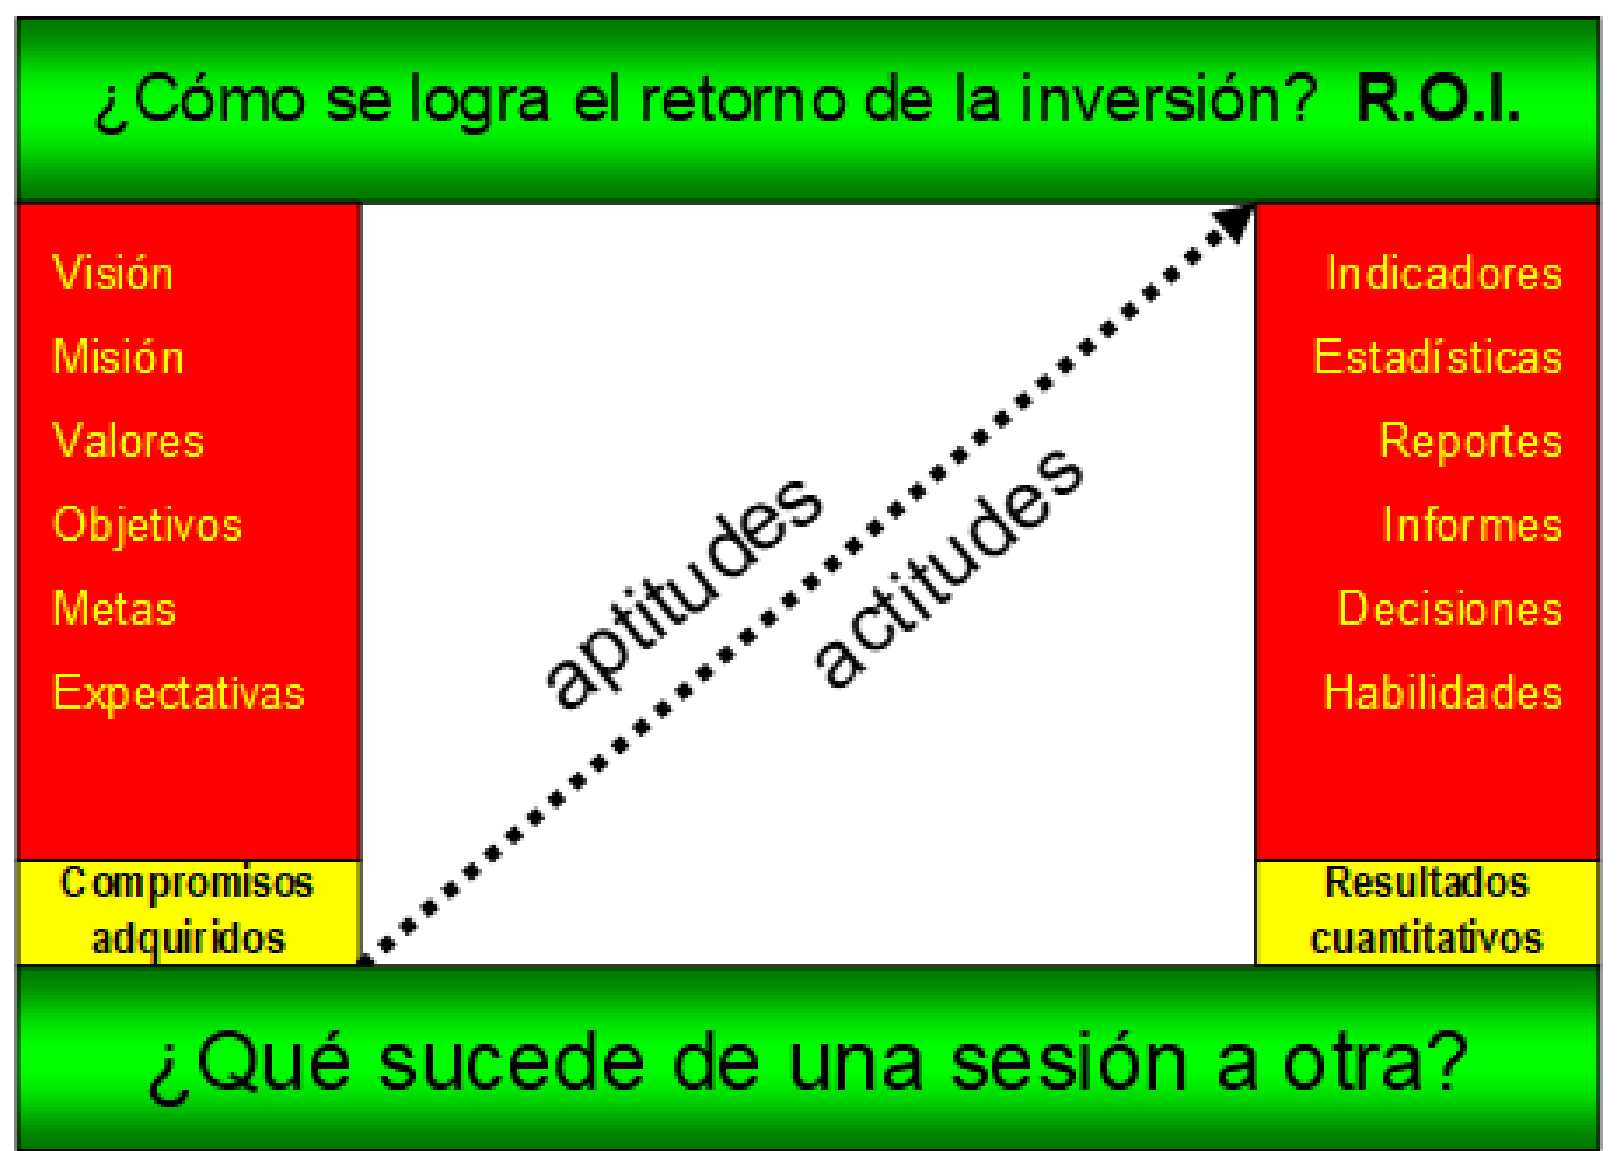 ¿Cómo se logra el retorno de la inversión? R.O.I.
Visión
Misión
Valores
Objetivos
Metas
Expectativas
Compromisos
adquiridos
aptitudes
actitudes
Indicadores
Estadísticas
Reportes
Informes
Decisiones
Habilidades
Resultados
cuantitativos
¿Qué sucede de una sesión a otra?